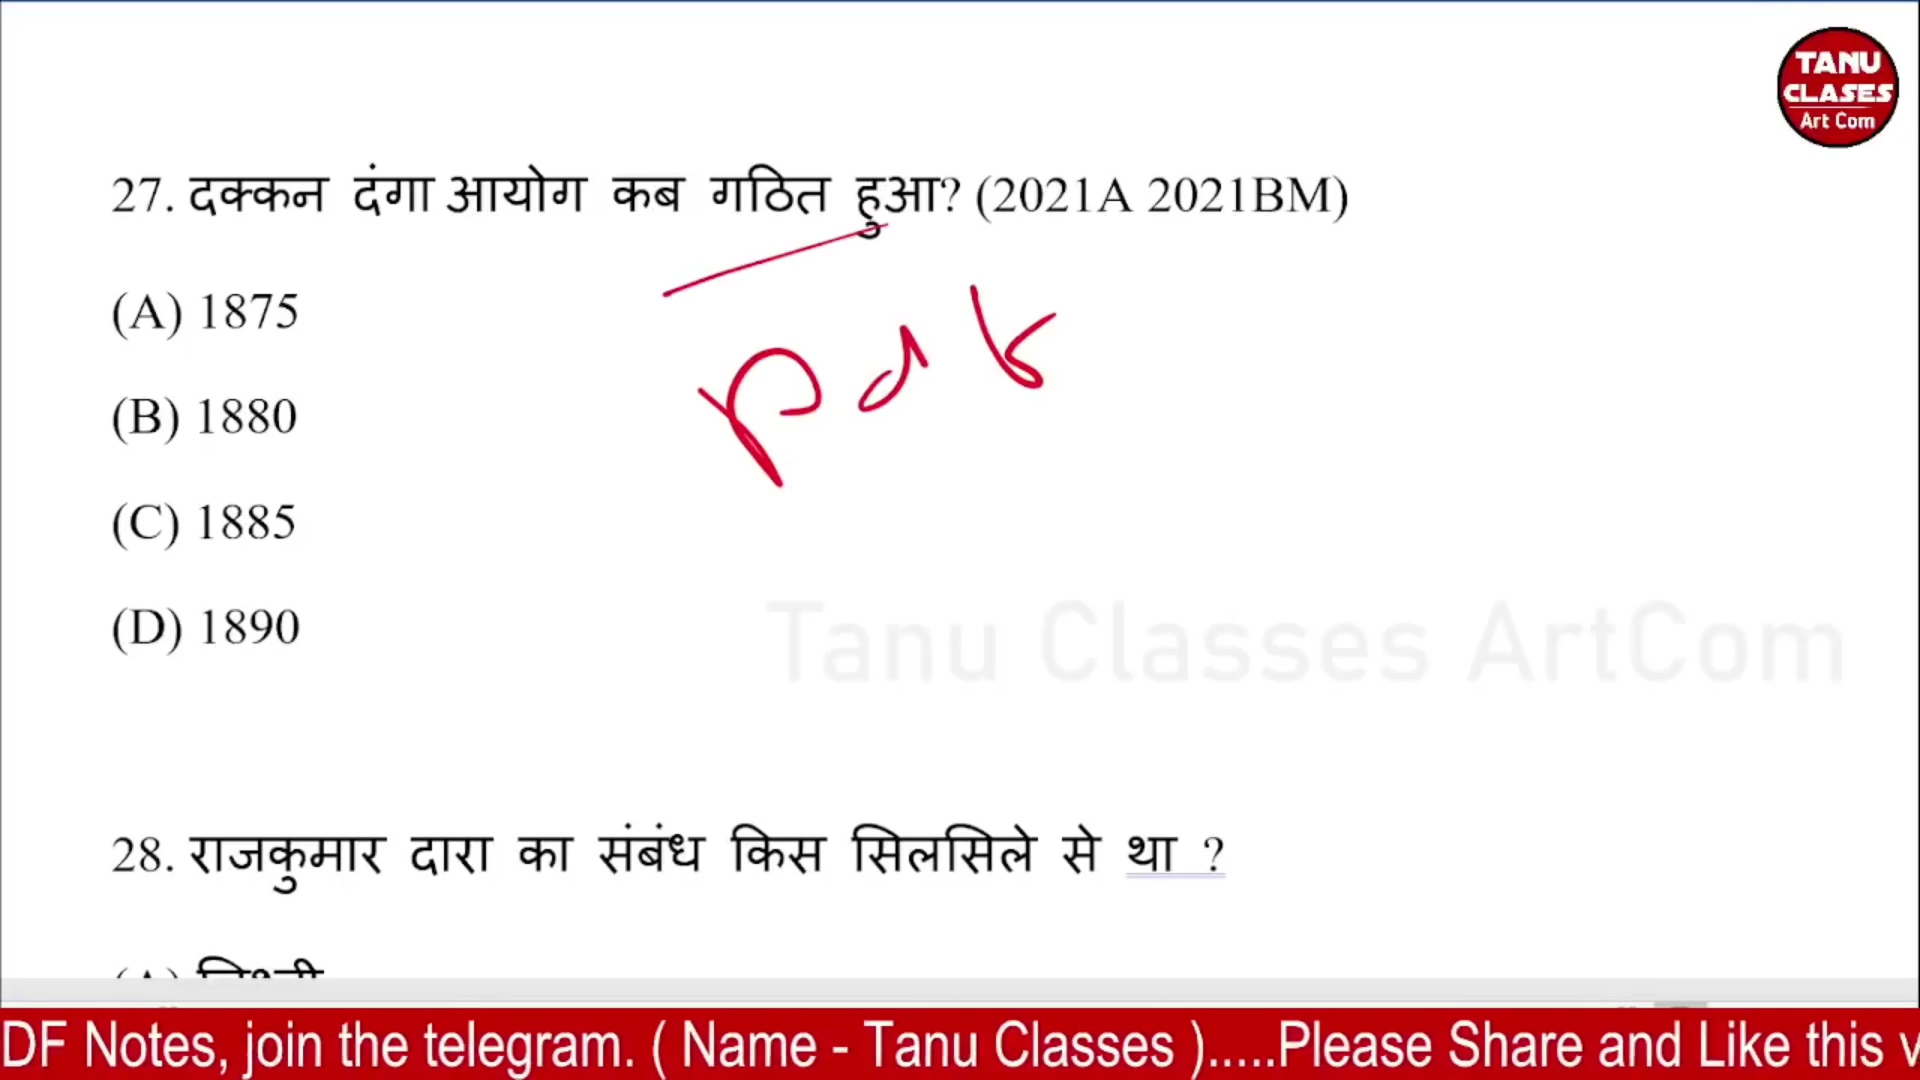 TANU
CLASES
Art Com
27. दक्कन दंगा आयोग कब गठित हुआ? (2021A 2021BM)
(A) 1875
(B) 1880
(C) 1885
(D) 1890
Tanu Classes ArtCom
28. राजकुमार दारा का संबंध किस सिलसिले से था ?
DF Notes, join the telegram. ( Name - Tanu Classes ).....Please Share and Like this